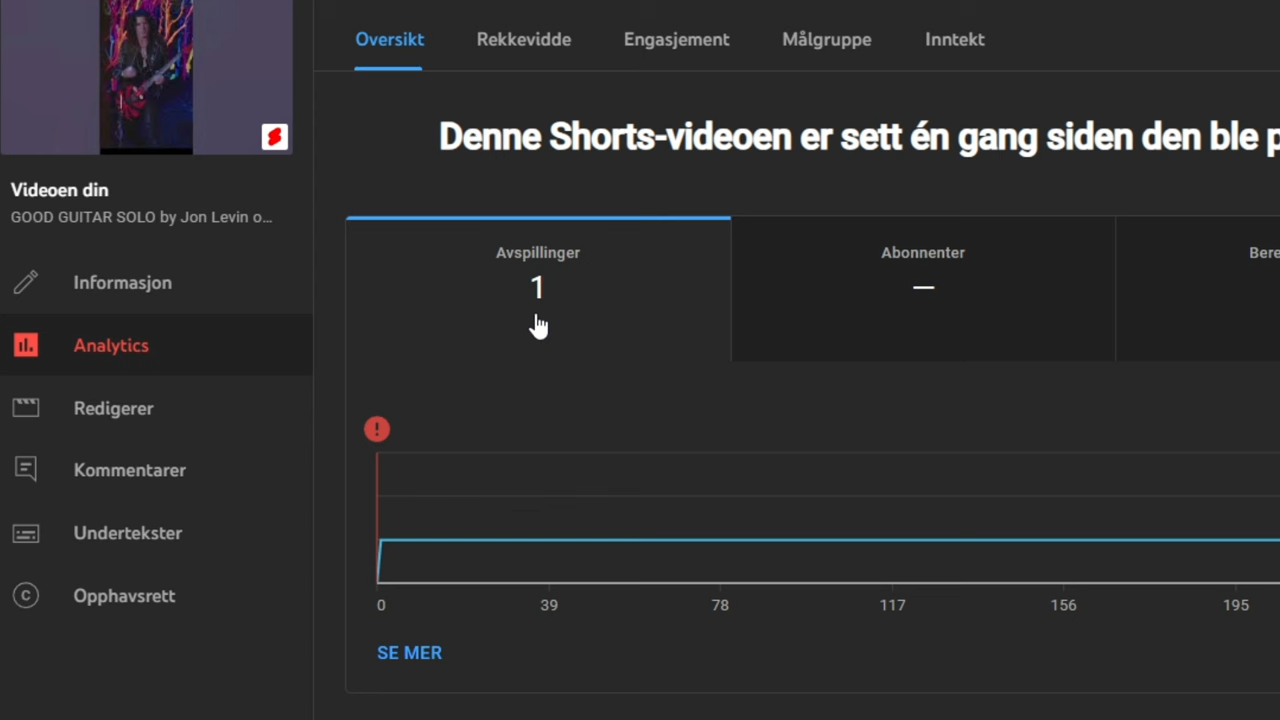 Oversikt Rekkevidde Engasjement Målgruppe Inntekt
Denne Shorts-videoen er sett én gang siden den ble
Videoen din
GOOD GUITAR SOLO by Jon Levin o...
Avspillinger Abonnenter
1 —
Informasjon
Analytics
Redigerer
Kommentarer
Undertekster
Opphavsrett
0 39 78 117 156 195
SE MER